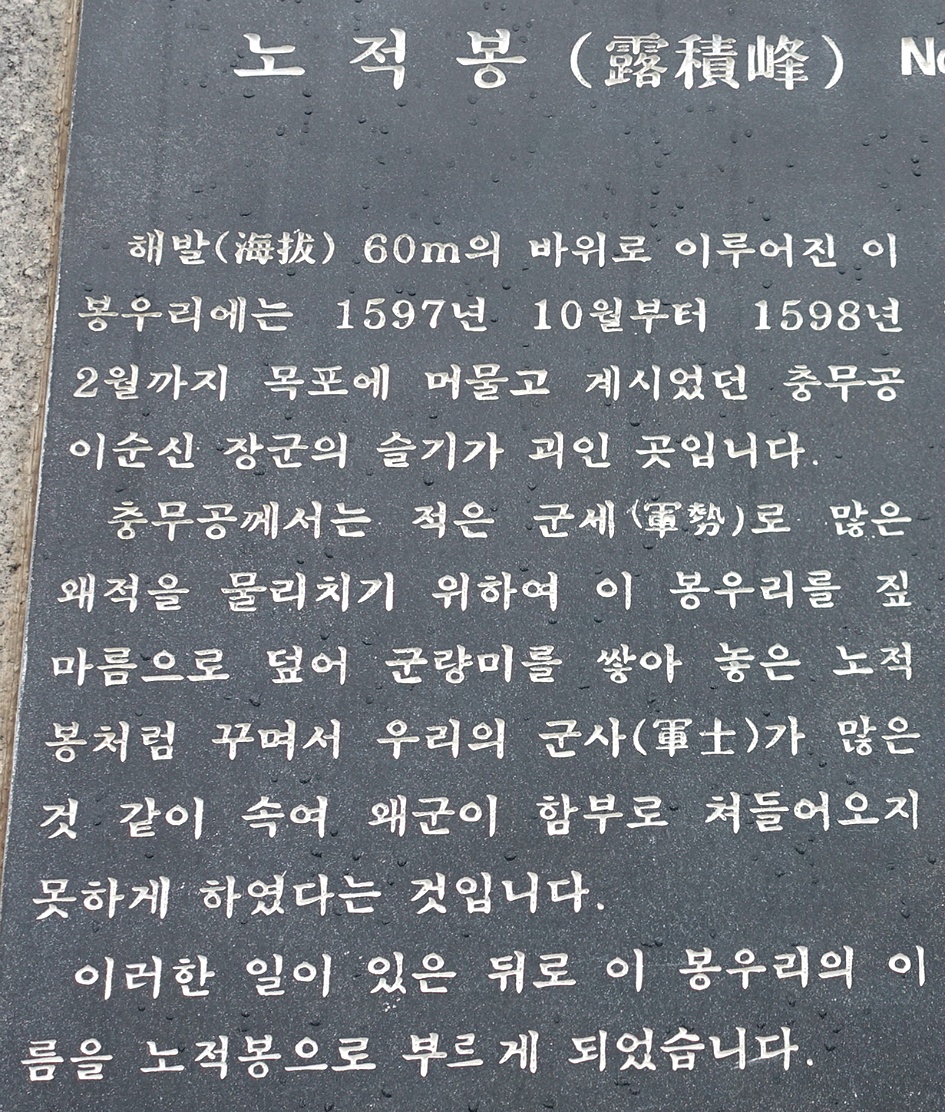 노적봉(露積峰) No
해발(海拔) 60m의 바위로 이루어진 이
봉우리에는 1597년 10월부터 1598년
2월까지 목포에 머물고 계시었던 충무공
이순신 장군의 슬기가 괴인 곳입니다.
충무공께서는 적은 군세(軍勢)로 많은
왜적을 물리치기 위하여 이 봉우리를 짚
마름으로 덮어 군량미를 쌓아 놓은 노적
봉처럼 꾸며서 우리의 군사(軍士)가 많은
것 같이 속여 왜군이 함부로 쳐들어오지
못하게 하였다는 것입니다.
이러한 일이 있은 뒤로 이 봉우리의 이
름을 노적봉으로 부르게 되었습니다.